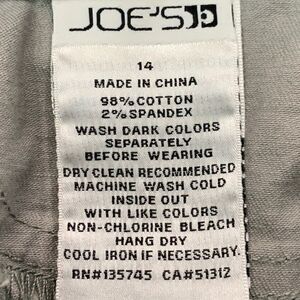 JOE'S
14
MADE IN CHINA
98% COTTON
2% SPANDEX
WASH DARK COLORS
SEPARATELY
BEFORE WEARING
DRY CLEAN RECOMMENDED
MACHINE WASH COLD
INSIDE OUT
WITH LIKE COLORS
NON-CHLORINE BLEACH
HANG DRY
COOL IRON IF NECESSARY.
RN#135745 CA#51312